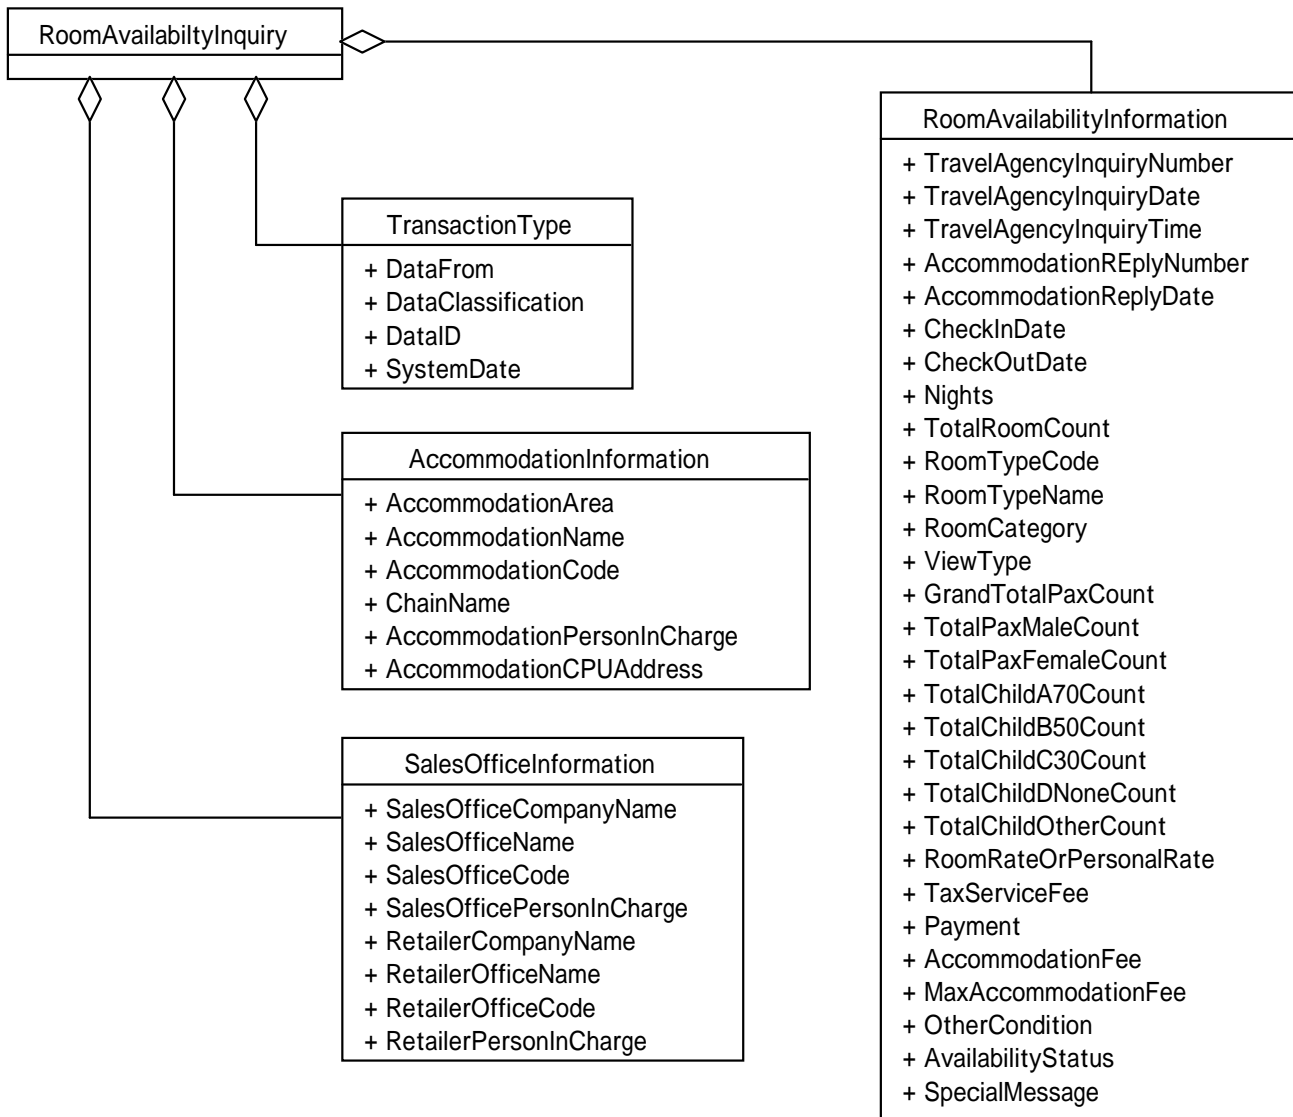 RoomAvailabiltyInquiry
TransactionType
+ DataFrom
+ DataClassification
+ DataID
+ SystemDate
AccommodationInformation
+ AccommodationArea
+ AccommodationName
+ AccommodationCode
+ ChainName
+ AccommodationPersonInCharge
+ AccommodationCPUAddress
SalesOfficeInformation
+ SalesOfficeCompanyName
+ SalesOfficeName
+ SalesOfficeCode
+ SalesOfficePersonInCharge
+ RetailerCompanyName
+ RetailerOfficeName
+ RetailerOfficeCode
+ RetailerPersonInCharge
RoomAvailabilityInformation
+ TravelAgencyInquiryNumber
+ TravelAgencyInquiryDate
+ TravelAgencyInquiryTime
+ AccommodationREplyNumber
+ AccommodationReplyDate
+ CheckInDate
+ CheckOutDate
+ Nights
+ TotalRoomCount
+ RoomTypeCode
+ RoomTypeName
+ RoomCategory
+ ViewType
+ GrandTotalPaxCount
+ TotalPaxMaleCount
+ TotalPaxFemaleCount
+ TotalChildA70Count
+ TotalChildB50Count
+ TotalChildC30Count
+ TotalChildDNoneCount
+ TotalChildOtherCount
+ RoomRateOrPersonalRate
+ TaxServiceFee
+ Payment
+ AccommodationFee
+ MaxAccommodationFee
+ OtherCondition
+ AvailabilityStatus
+ SpecialMessage